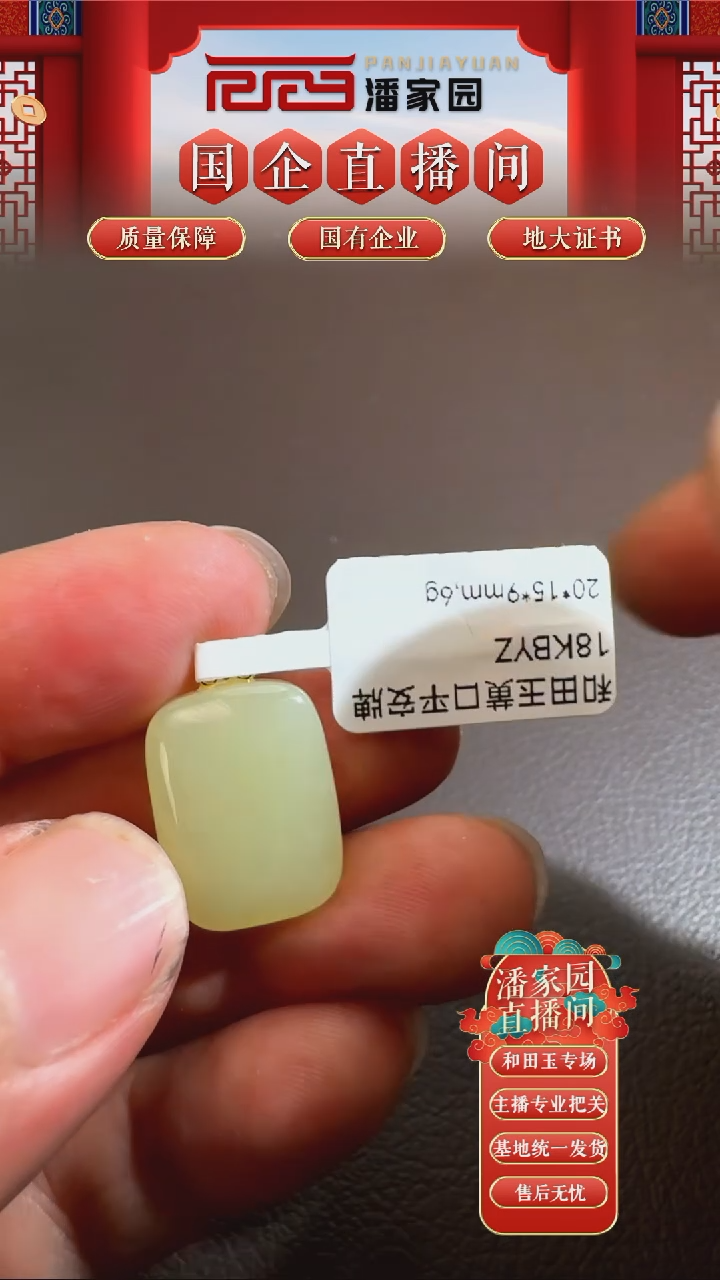 PANJIAYUAN
潘家园
国企直播间
质量保障
国有企业
地大证书
和田玉黄口平安牌
18KBYZ
20*15*9mm,6g
潘家园
直播间
和田玉专场
主播专业把关
基地统一发货
售后无忧